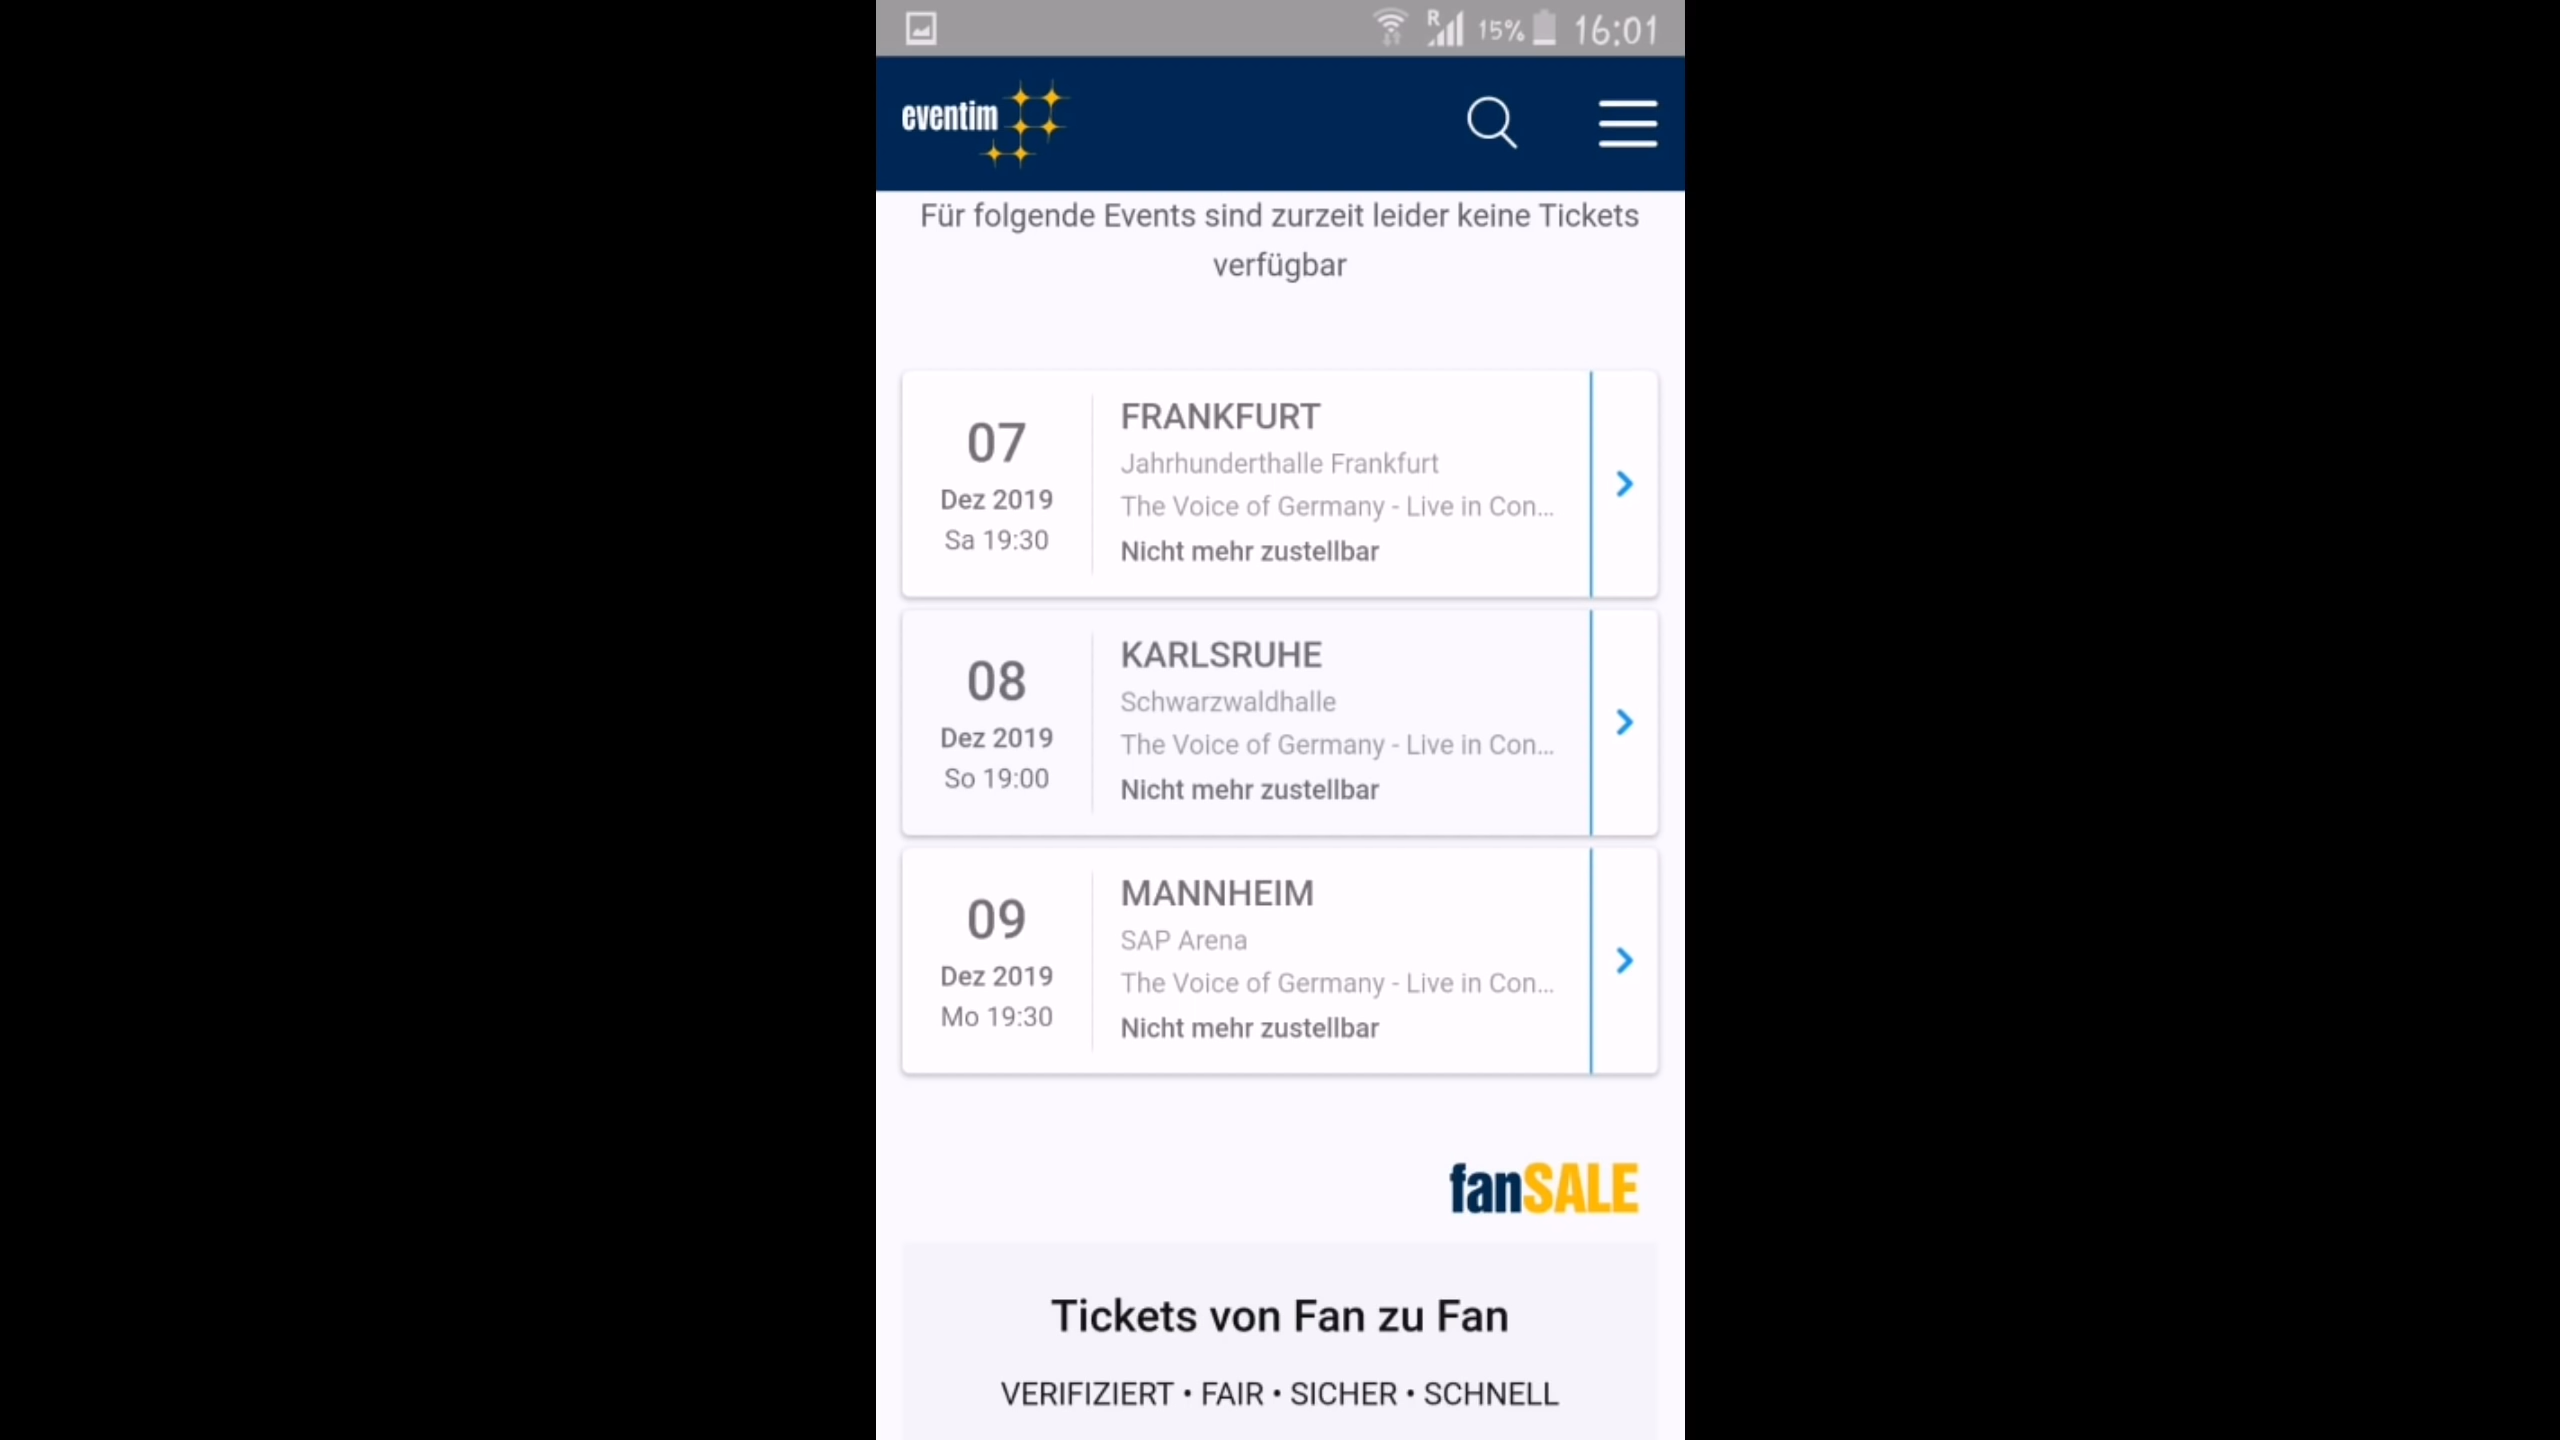 R 15% 16:01
eventim
Für folgende Events sind zurzeit leider keine Tickets
verfügbar
07
Dez 2019
Sa 19:30
FRANKFURT
Jahrhunderthalle Frankfurt
The Voice of Germany - Live in Con...
Nicht mehr zustellbar
08
Dez 2019
So 19:00
KARLSRUHE
Schwarzwaldhalle
The Voice of Germany - Live in Con...
Nicht mehr zustellbar
09
Dez 2019
Mo 19:30
MANNHEIM
SAP Arena
The Voice of Germany - Live in Con...
Nicht mehr zustellbar
fanSALE
Tickets von Fan zu Fan
VERIFIZIERT • FAIR • SICHER • SCHNELL